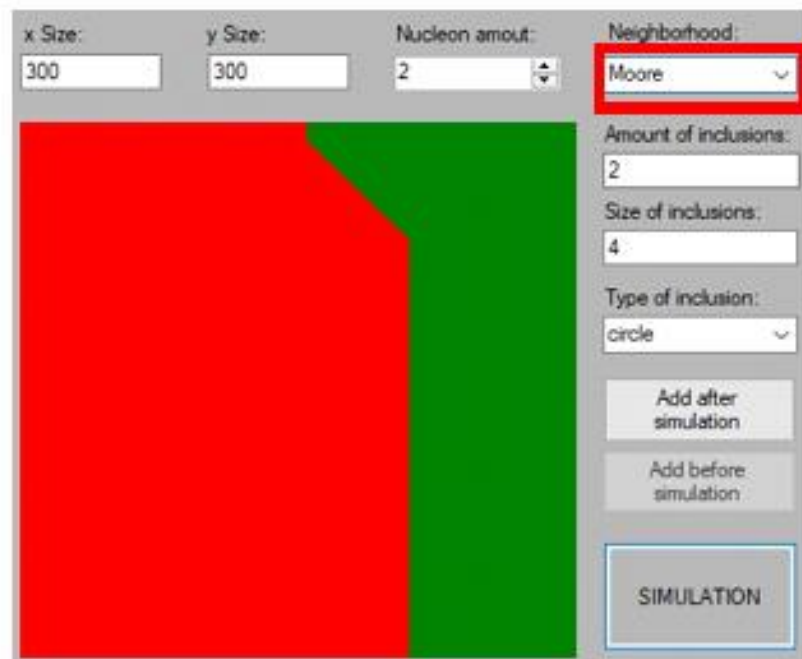 x Size:
y Size:
Nucleon amout:
Neighborhood:
300
300
2
Moore
Amount of inclusions:
2
Size of inclusions:
4
Type of inclusion:
circle
Add after
simulation
Add before
simulation
SIMULATION